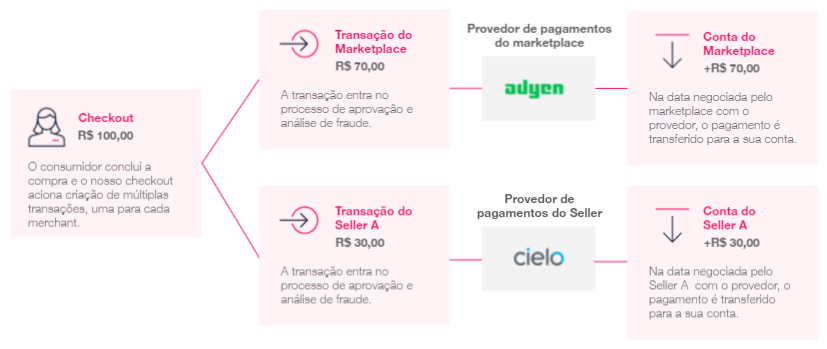 Checkout
R$ 100,00
O consumidor conclui a
compra e o nosso checkout
aciona criação de múltiplas
transações, uma para cada
merchant.
Transação do
Marketplace
R$ 70,00
A transação entra no
processo de aprovação e
análise de fraude.
Provedor de pagamentos
do marketplace
adyen
Conta do
Marketplace
+R$ 70,00
Na data negociada pelo
marketplace com o
provedor, o pagamento é
transferido para a sua conta.
Transação do
Seller A
R$ 30,00
A transação entra no
processo de aprovação e
análise de fraude.
Provedor de
pagamentos do Seller
cielo
Conta do
Seller A
+R$ 30,00
Na data negociada pelo
Seller A com o provedor, o
pagamento é transferido
para a sua conta.